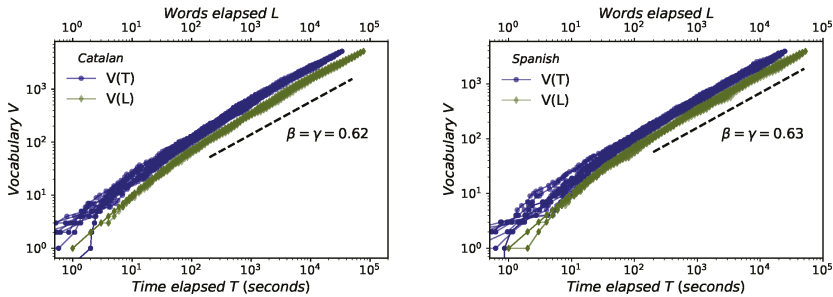 Words elapsed L
10^0 10^1 10^2 10^3 10^4 10^5
Catalan
V(T)
V(L)
β = γ = 0.62
Vocabulary V
10^3
10^2
10^1
10^0
10^0 10^1 10^2 10^3 10^4 10^5
Time elapsed T (seconds)
Words elapsed L
10^0 10^1 10^2 10^3 10^4 10^5
Spanish
V(T)
V(L)
β = γ = 0.63
Vocabulary V
10^3
10^2
10^1
10^0
10^0 10^1 10^2 10^3 10^4 10^5
Time elapsed T (seconds)